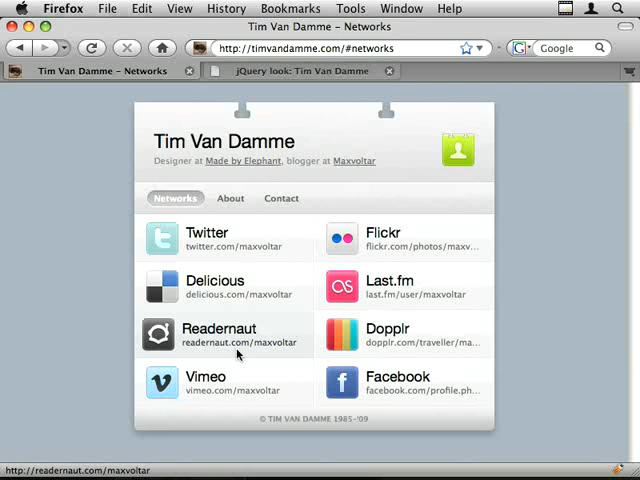 Firefox File Edit View History Bookmarks Tools Window Help
Tim Van Damme - Networks
http://timvandamme.com/#networks
Google
Tim Van Damme - Networks
jQuery look: Tim Van Damme
Tim Van Damme
Designer at Made by Elephant, blogger at Maxvoltar
Networks About Contact
Twitter
twitter.com/maxvoltar
Flickr
flickr.com/photos/maxv...
Delicious
delicious.com/maxvoltar
Last.fm
last.fm/user/maxvoltar
Readernaut
readernaut.com/maxvoltar
Dopplr
dopplr.com/traveller/ma...
Vimeo
vimeo.com/maxvoltar
Facebook
facebook.com/profile.ph...
© TIM VAN DAMME 1985-'09
http://readernaut.com/maxvoltar